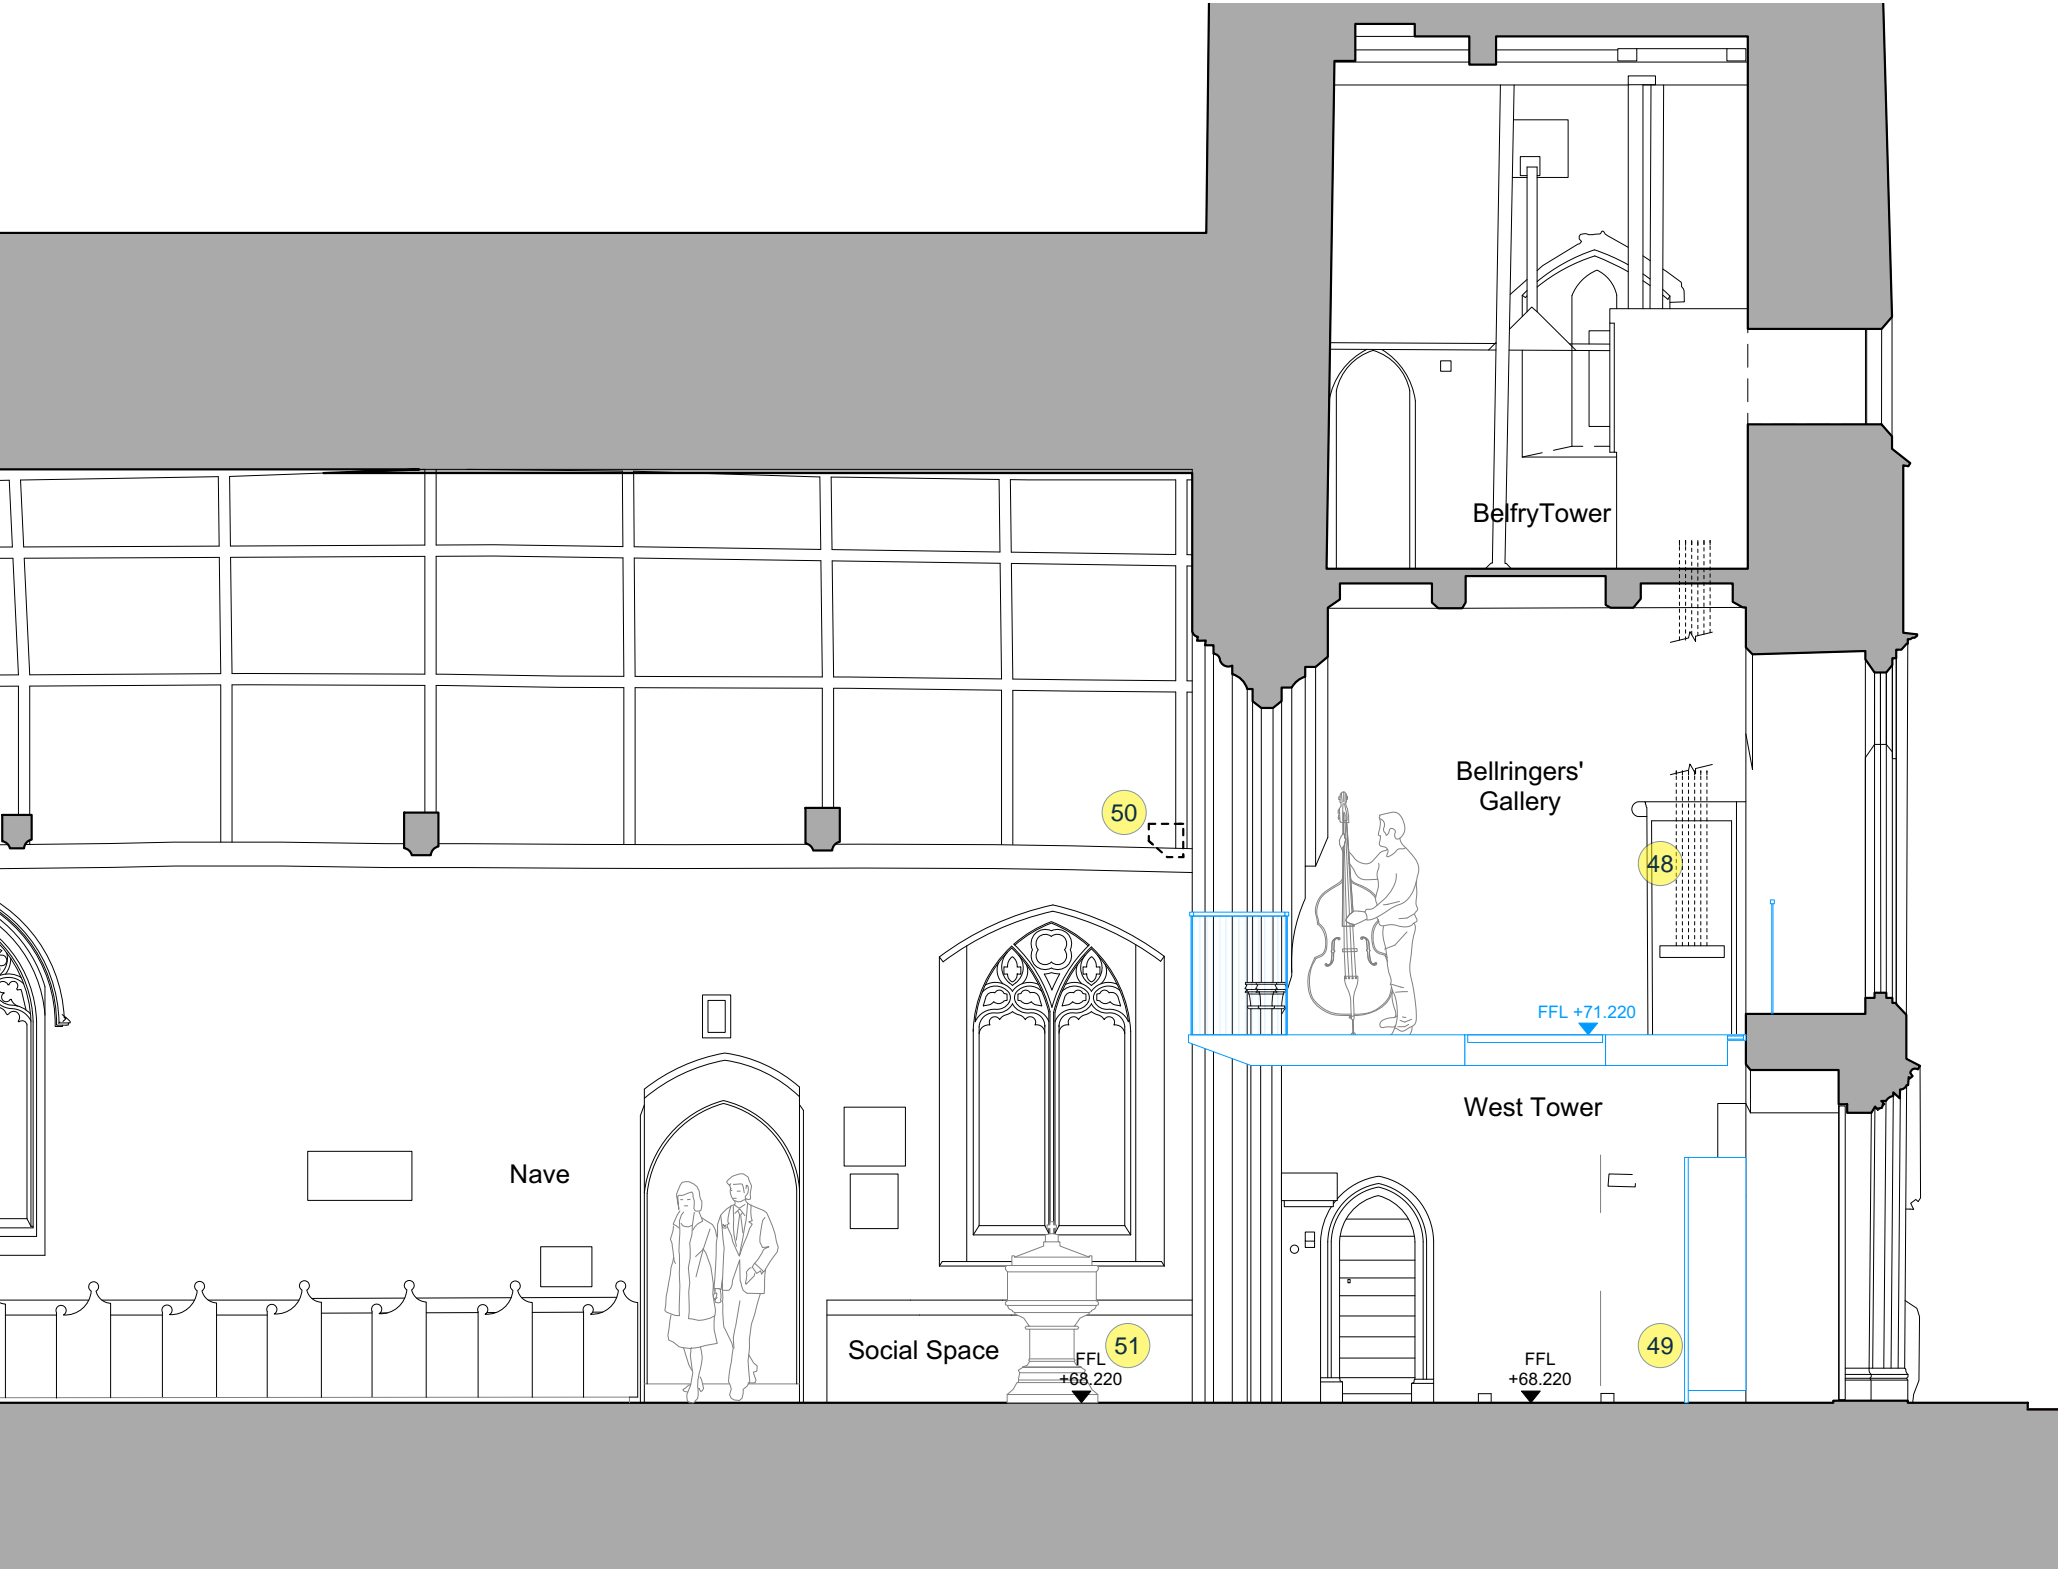 BelfryTower
Bellringers'
Gallery
50
48
FFL +71.220
West Tower
Nave
Social Space
51
FFL
+68.220
FFL
+68.220
49